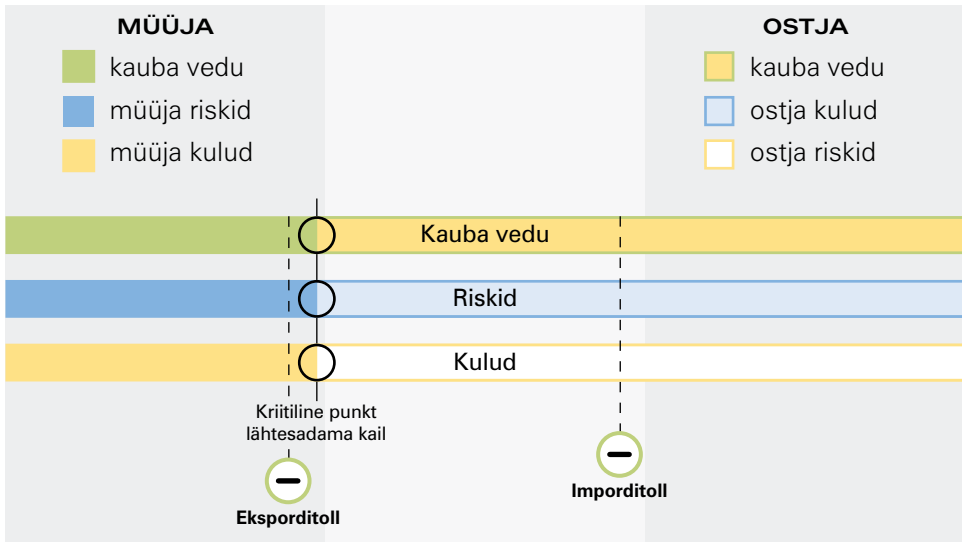 MÜÜJA
kauba vedu
müüja riskid
müüja kulud
OSTJA
kauba vedu
ostja kulud
ostja riskid
Kauba vedu
Riskid
Kulud
Kriitiline punkt
lähtesadama kail
Eksporditoll
Imporditoll